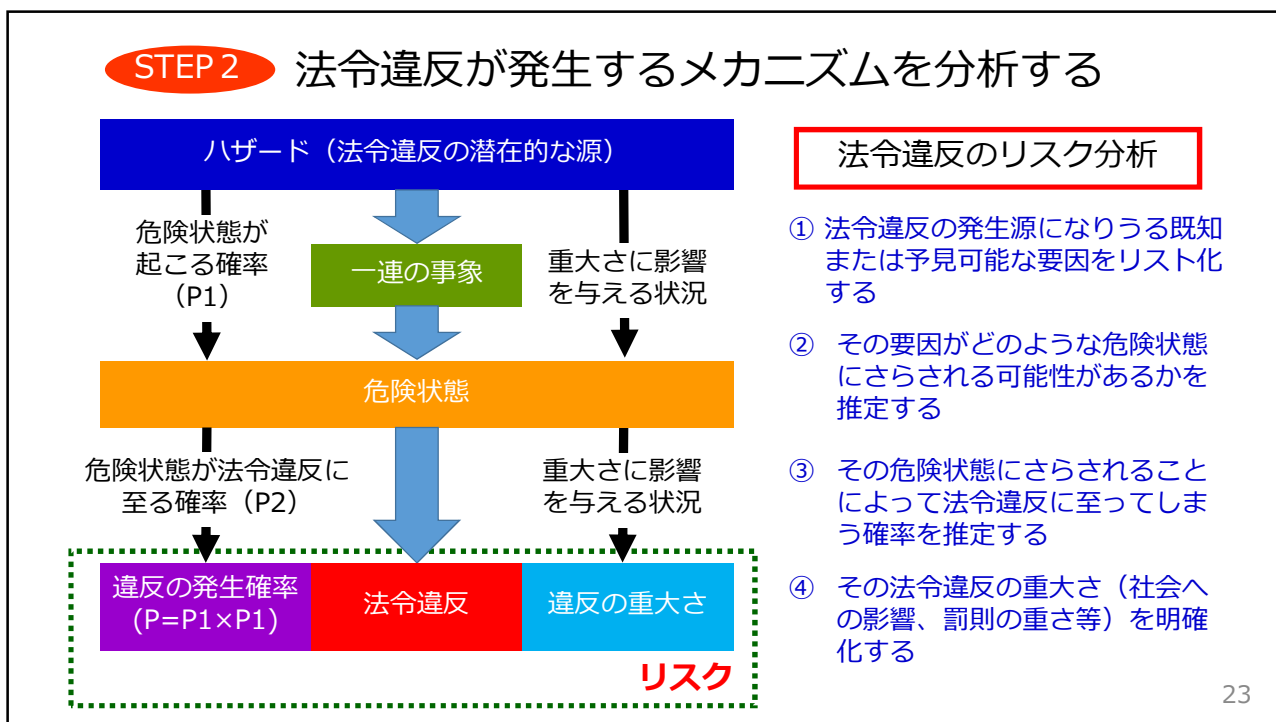 STEP 2 法令違反が発生するメカニズムを分析する
ハザード（法令違反の潜在的な源）
危険状態が
起こる確率
（P1）
一連の事象
重大さに影響
を与える状況
危険状態
危険状態が法令違反に
至る確率（P2）
重大さに影響
を与える状況
違反の発生確率
(P=P1×P1)
法令違反
違反の重大さ
リスク
法令違反のリスク分析
① 法令違反の発生源になりうる既知
または予見可能な要因をリスト化
する
② その要因がどのような危険状態
にさらされる可能性があるかを
推定する
③ その危険状態にさらされること
によって法令違反に至ってしま
う確率を推定する
④ その法令違反の重大さ（社会へ
の影響、罰則の重さ等）を明確
化する
23